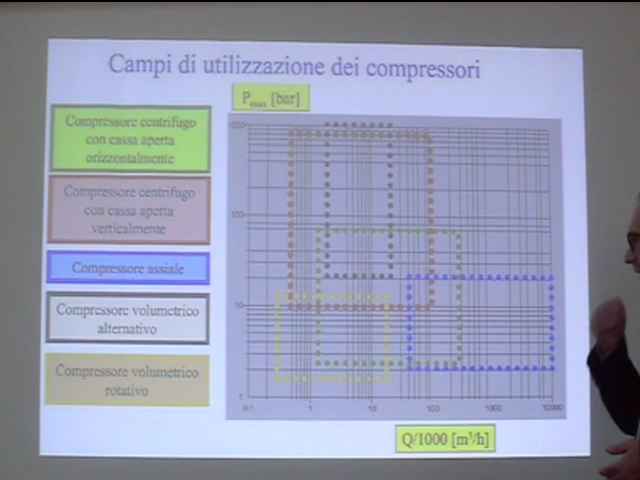 Campi di utilizzazione dei compressori
Pmax [bar]
Compressore centrifugo
con cassa aperta
orizzontalmente
Compressore centrifugo
con cassa aperta
verticalmente
Compressore assiale
Compressore volumetrico
alternativo
Compressore volumetrico
rotativo
1000
100
10
1
0.1 1 10 100 1000 10000
Q/1000 [m³/h]